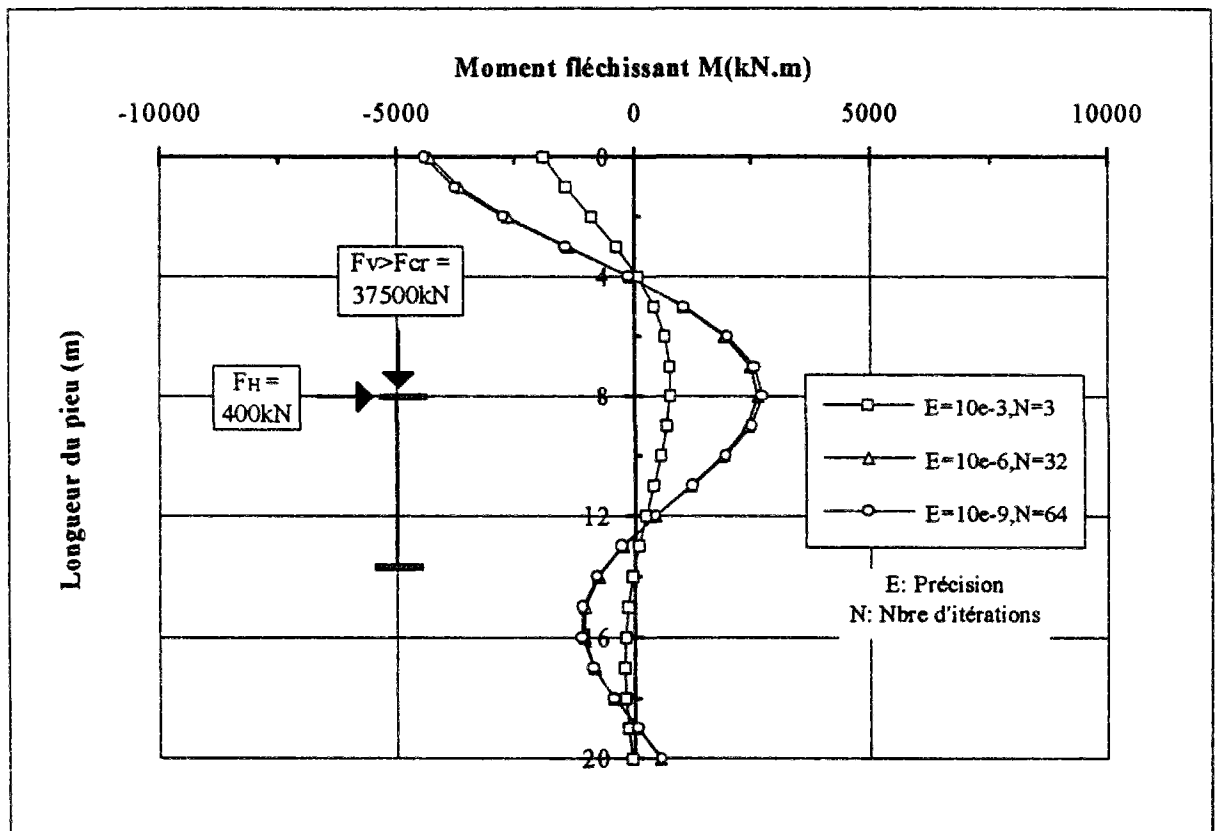 Moment fléchissant M(kN.m)
-10000 -5000 0 5000 10000
0
Fv>Fcr =
37500kN
4
FH =
400kN
8
E=10e-3,N=3
E=10e-6,N=32
E=10e-9,N=64
12
E: Précision
N: Nbre d'itérations
6
20
Longueur du pieu (m)